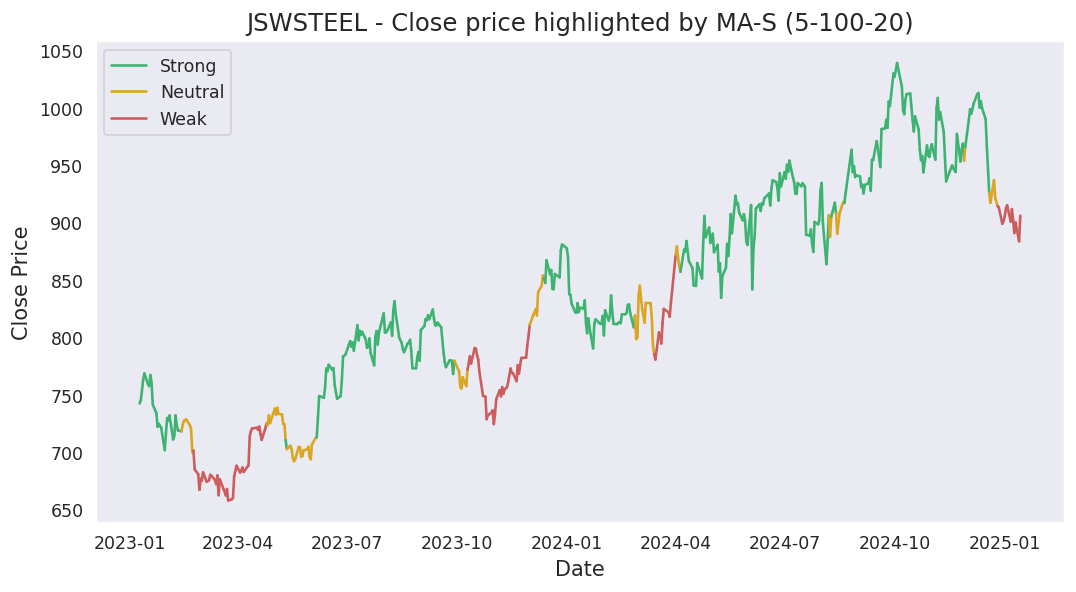 JSWSTEEL - Close price highlighted by MA-S (5-100-20)
Strong
Neutral
Weak
Close Price
1050
1000
950
900
850
800
750
700
650
2023-01 2023-04 2023-07 2023-10 2024-01 2024-04 2024-07 2024-10 2025-01
Date